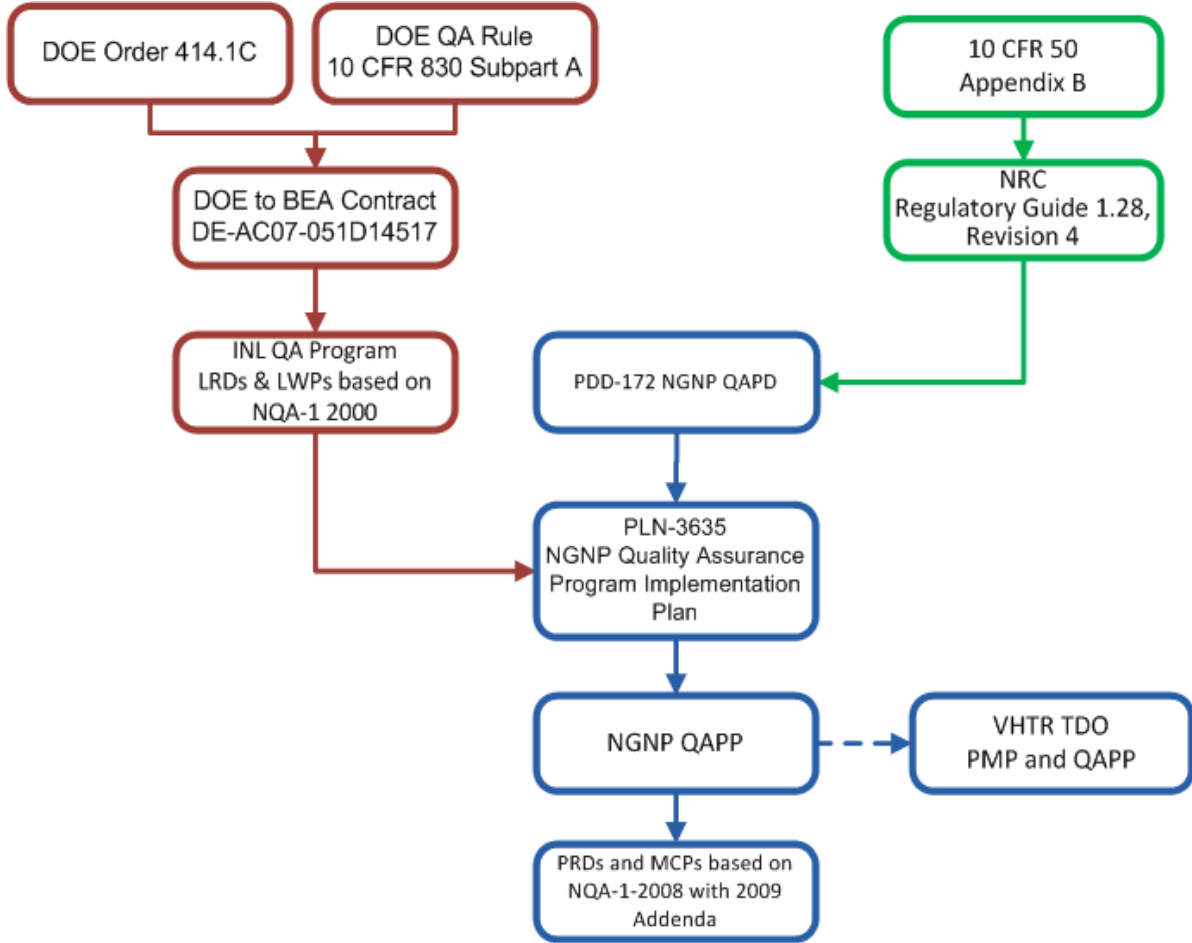 DOE Order 414.1C
DOE QA Rule
10 CFR 830 Subpart A
10 CFR 50
Appendix B
DOE to BEA Contract
DE-AC07-051D14517
NRC
Regulatory Guide 1.28,
Revision 4
INL QA Program
LRDs & LWPs based on
NQA-1 2000
PDD-172 NGNP QAPD
PLN-3635
NGNP Quality Assurance
Program Implementation
Plan
NGNP QAPP
VHTR TDO
PMP and QAPP
PRDs and MCPs based on
NQA-1-2008 with 2009
Addenda